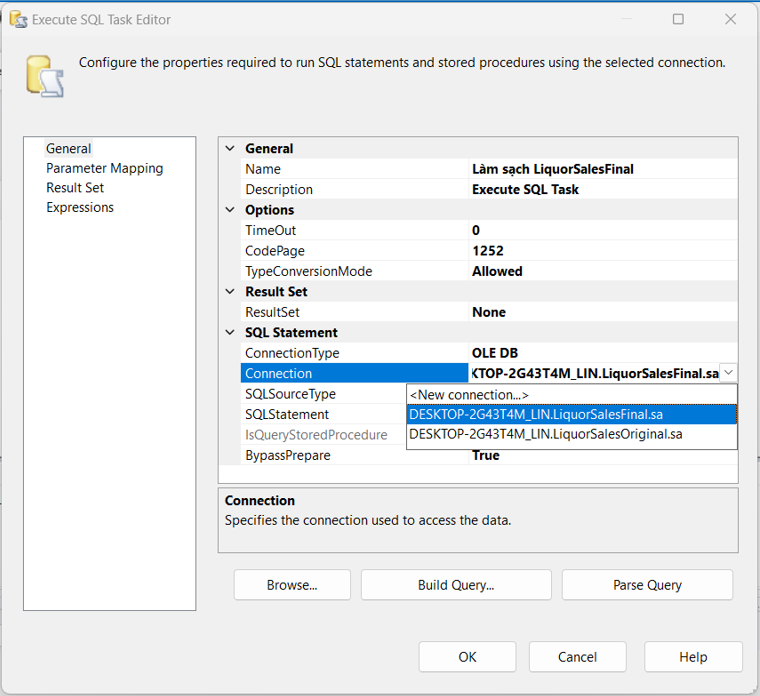 Execute SQL Task Editor
Configure the properties required to run SQL statements and stored procedures using the selected connection.
General
Parameter Mapping
Result Set
Expressions
General
Name Làm sạch LiquorSalesFinal
Description Execute SQL Task
Options
TimeOut 0
CodePage 1252
TypeConversionMode Allowed
Result Set
ResultSet None
SQL Statement
ConnectionType OLE DB
Connection KTOP-2G43T4M_LIN.LiquorSalesFinal.sa
SQLSourceType <New connection...>
SQLStatement DESKTOP-2G43T4M_LIN.LiquorSalesFinal.sa
IsQueryStoredProcedure DESKTOP-2G43T4M_LIN.LiquorSalesOriginal.sa
BypassPrepare True
Connection
Specifies the connection used to access the data.
Browse... Build Query... Parse Query
OK Cancel Help